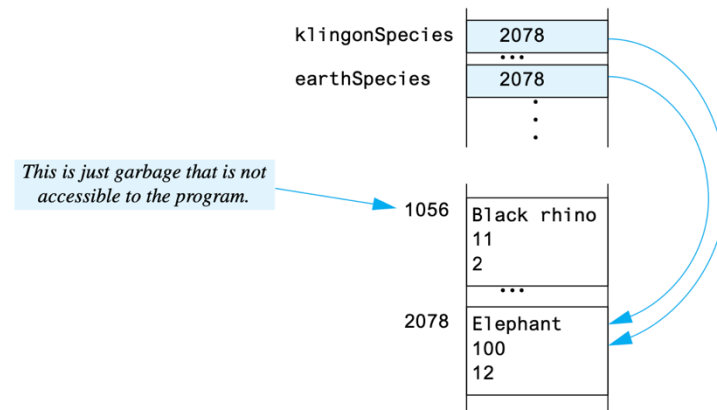 klingonSpecies 2078
...
earthSpecies 2078
This is just garbage that is not
accessible to the program.
1056 Black rhino
11
2
...
2078 Elephant
100
12